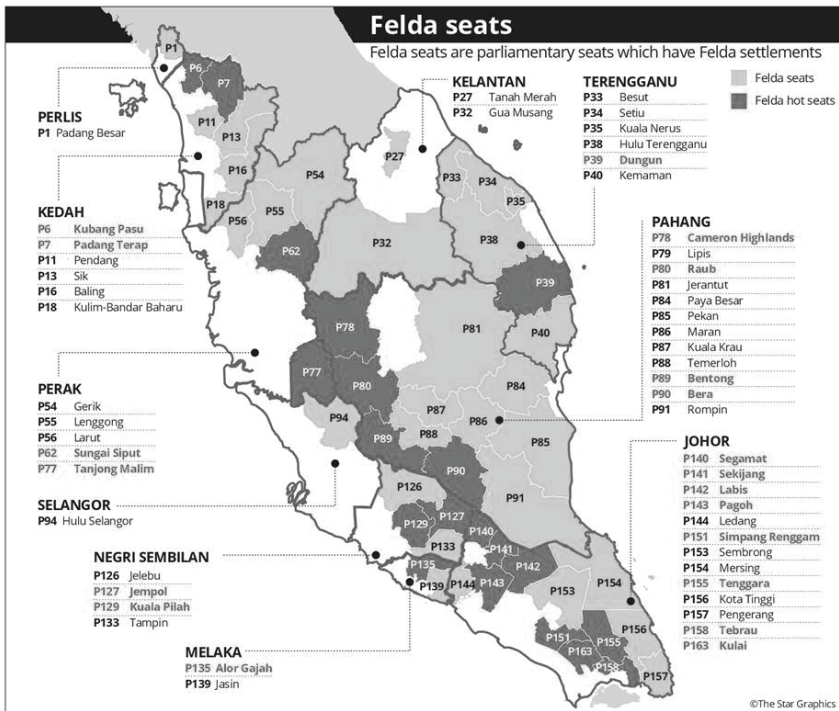 Felda seats
Felda seats are parliamentary seats which have Felda settlements
Felda seats
Felda hot seats
PERLIS
P1 Padang Besar
KEDAH
P6 Kubang Pasu
P7 Padang Terap
P11 Pendang
P13 Sik
P16 Baling
P18 Kulim-Bandar Baharu
PERAK
P54 Gerik
P55 Lenggong
P56 Larut
P62 Sungai Siput
P77 Tanjong Malim
SELANGOR
P94 Hulu Selangor
NEGRI SEMBILAN
P126 Jelebu
P127 Jempol
P129 Kuala Pilah
P133 Tampin
MELAKA
P135 Alor Gajah
P139 Jasin
KELANTAN
P27 Tanah Merah
P32 Gua Musang
TERENGGANU
P33 Besut
P34 Setiu
P35 Kuala Nerus
P38 Hulu Terengganu
P39 Dungun
P40 Kemaman
PAHANG
P78 Cameron Highlands
P79 Lipis
P80 Raub
P81 Jerantut
P84 Paya Besar
P85 Pekan
P86 Maran
P87 Kuala Krau
P88 Temerloh
P89 Bentong
P90 Bera
P91 Rompin
JOHOR
P140 Segamat
P141 Sekijang
P142 Labis
P143 Pagoh
P144 Ledang
P151 Simpang Renggam
P153 Sembrong
P154 Mersing
P155 Tenggara
P156 Kota Tinggi
P157 Pengerang
P158 Tebrau
P163 Kulai
P1
P6
P7
P11
P13
P16
P18
P54
P55
P56
P62
P27
P32
P33
P34
P35
P38
P39
P40
P78
P77
P80
P81
P84
P94
P87
P86
P88
P89
P85
P90
P91
P126
P127
P129
P133
P135
P139
P140
P141
P142
P143
P144
P153
P154
P151
P163
P155
P156
P158
P157
©The Star Graphics